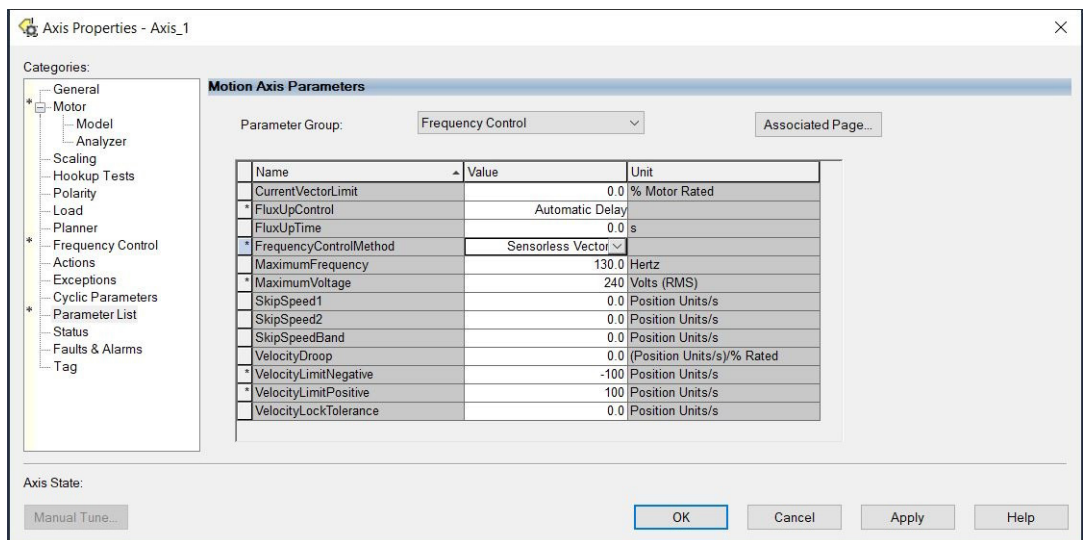 Axis Properties - Axis_1
Categories:
General
* Motor
Model
Analyzer
Scaling
Hookup Tests
Polarity
Load
Planner
* Frequency Control
Actions
Exceptions
Cyclic Parameters
* Parameter List
Status
Faults & Alarms
Tag
Motion Axis Parameters
Parameter Group: Frequency Control Associated Page...
Name Value Unit
CurrentVectorLimit 0.0 % Motor Rated
* FluxUpControl Automatic Delay
FluxUpTime 0.0 s
* FrequencyControlMethod Sensorless Vector
MaximumFrequency 130.0 Hertz
* MaximumVoltage 240 Volts (RMS)
SkipSpeed1 0.0 Position Units/s
SkipSpeed2 0.0 Position Units/s
SkipSpeedBand 0.0 Position Units/s
VelocityDroop 0.0 (Position Units/s)/% Rated
* VelocityLimitNegative -100 Position Units/s
* VelocityLimitPositive 100 Position Units/s
VelocityLockTolerance 0.0 Position Units/s
Axis State:
Manual Tune... OK Cancel Apply Help